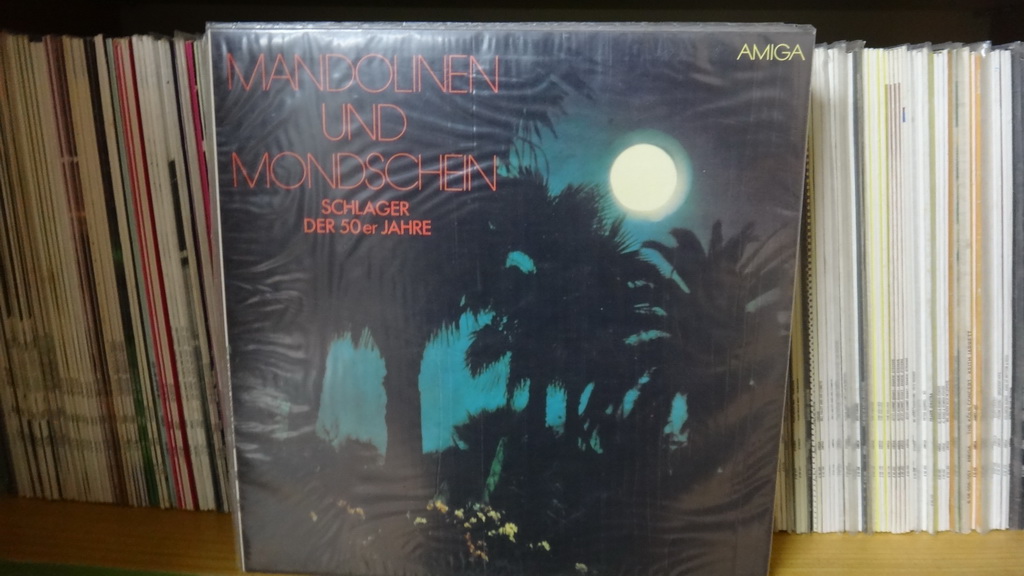 MANDOLINEN
UND
MONDSCHEIN
SCHLAGER
DER 50er JAHRE
AMIGA